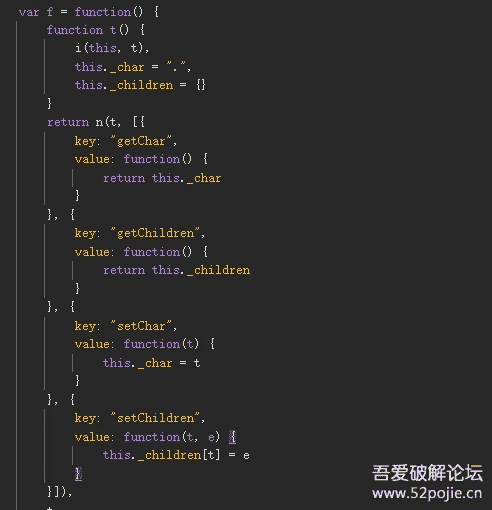 var f = function() {
    function t() {
        i(this, t),
        this._char = ".",
        this._children = {}
    }
    return n(t, [{
        key: "getChar",
        value: function() {
            return this._char
        }
    }, {
        key: "getChildren",
        value: function() {
            return this._children
        }
    }, {
        key: "setChar",
        value: function(t) {
            this._char = t
        }
    }, {
        key: "setChildren",
        value: function(t, e) {
            this._children[t] = e
        }
    }]),
    t
吾爱破解论坛
www.52pojie.cn